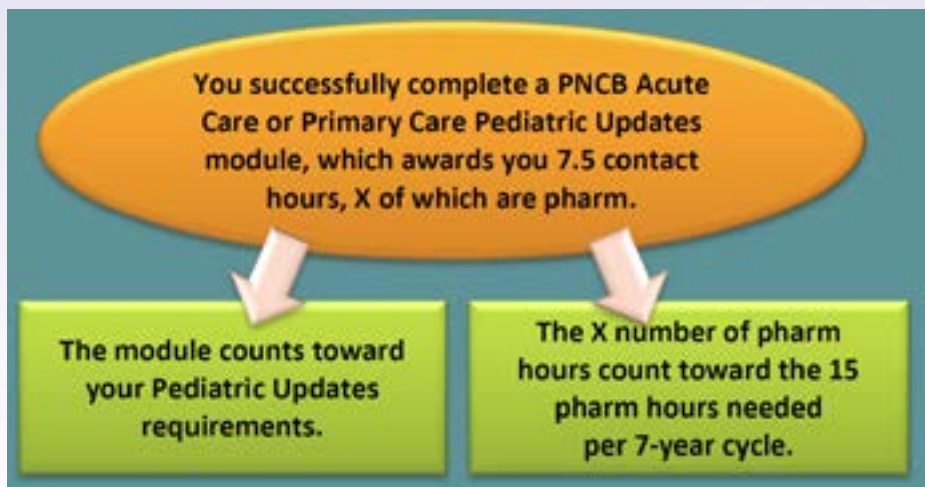 You successfully complete a PNCB Acute
Care or Primary Care Pediatric Updates
module, which awards you 7.5 contact
hours, X of which are pharm.
The module counts toward
your Pediatric Updates
requirements.
The X number of pharm
hours count toward the 15
pharm hours needed
per 7-year cycle.